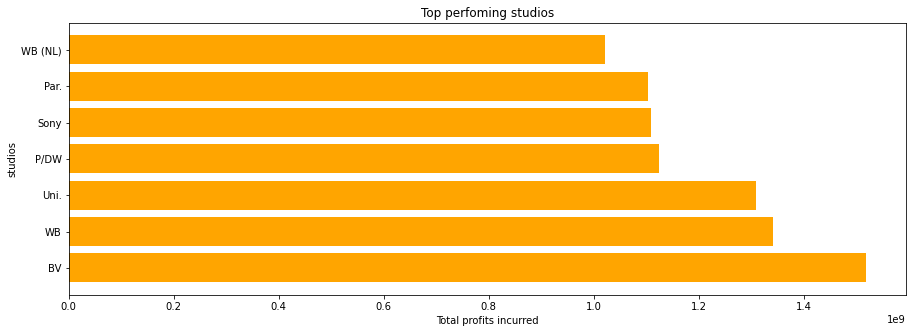 Top perfoming studios
WB (NL)
Par.
Sony
P/DW
Uni.
WB
BV
studios
0.0 0.2 0.4 0.6 0.8 1.0 1.2 1.4
1e9
Total profits incurred